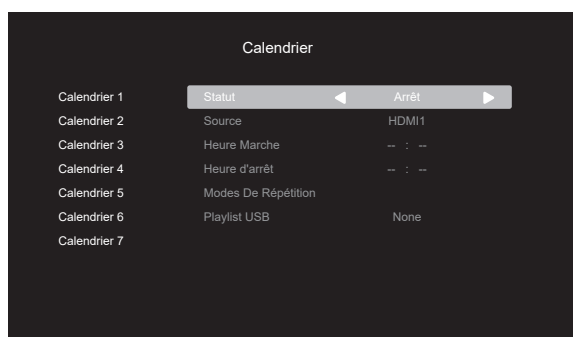 Calendrier
Calendrier 1 Statut Arrêt
Calendrier 2 Source HDMI1
Calendrier 3 Heure Marche -- : --
Calendrier 4 Heure d'arrêt -- : --
Calendrier 5 Modes De Répétition
Calendrier 6 Playlist USB None
Calendrier 7